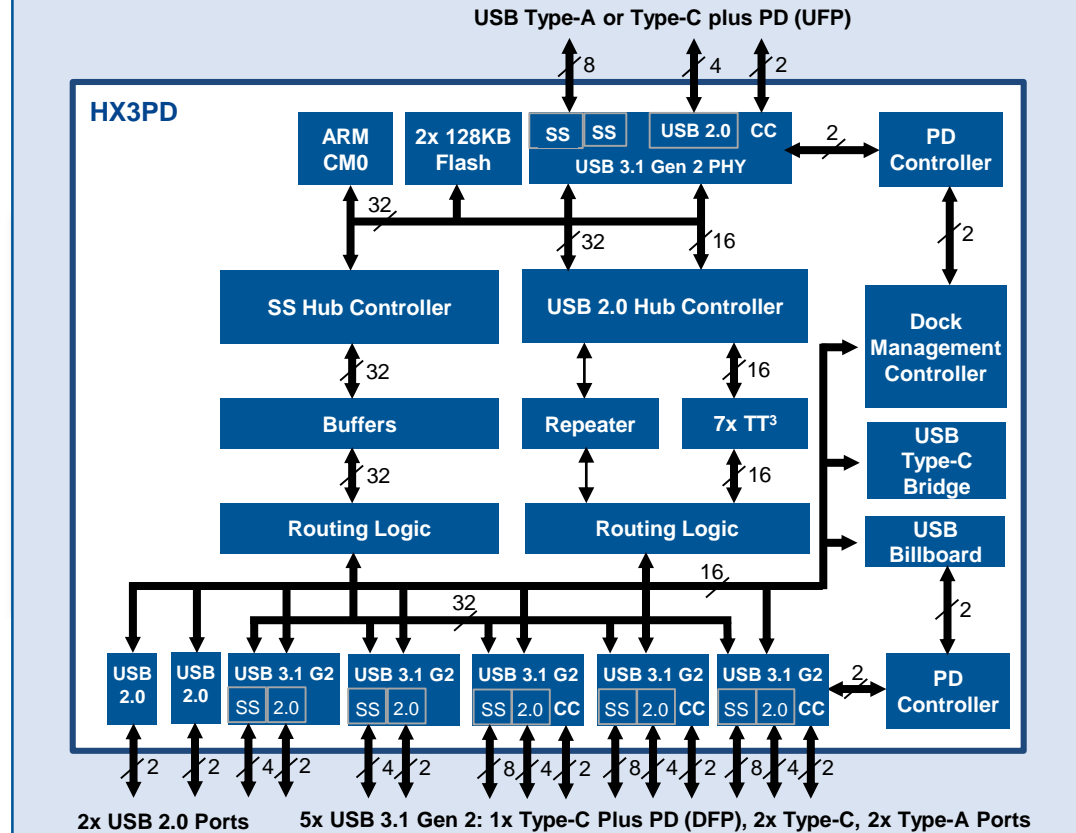 USB Type-A or Type-C plus PD (UFP)
8
4
2
HX3PD
ARM
CM0
2x 128KB
Flash
SS
SS
USB 2.0
CC
USB 3.1 Gen 2 PHY
2
PD
Controller
32
32
16
2
SS Hub Controller
USB 2.0 Hub Controller
Dock
Management
Controller
32
16
Buffers
Repeater
7x TT³
USB
Type-C
Bridge
32
16
Routing Logic
Routing Logic
USB
Billboard
16
32
2
USB
2.0
USB
2.0
USB 3.1 G2
SS
2.0
USB 3.1 G2
SS
2.0
USB 3.1 G2
SS
2.0
CC
USB 3.1 G2
SS
2.0
CC
USB 3.1 G2
SS
2.0
CC
2
PD
Controller
2
2
4
2
4
2
8
4
2
8
4
2
8
4
2
2x USB 2.0 Ports
5x USB 3.1 Gen 2: 1x Type-C Plus PD (DFP), 2x Type-C, 2x Type-A Ports